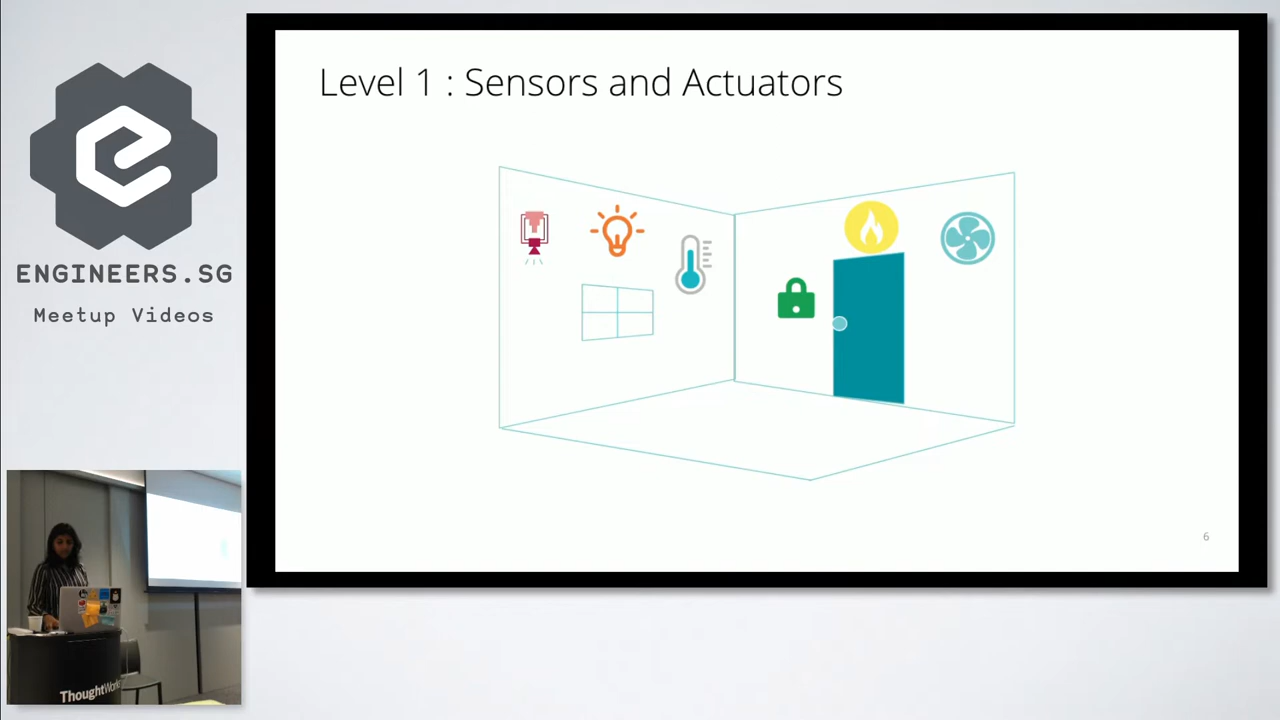 Level 1 : Sensors and Actuators
ENGINEERS.SG
Meetup Videos
6
ThoughtWorks